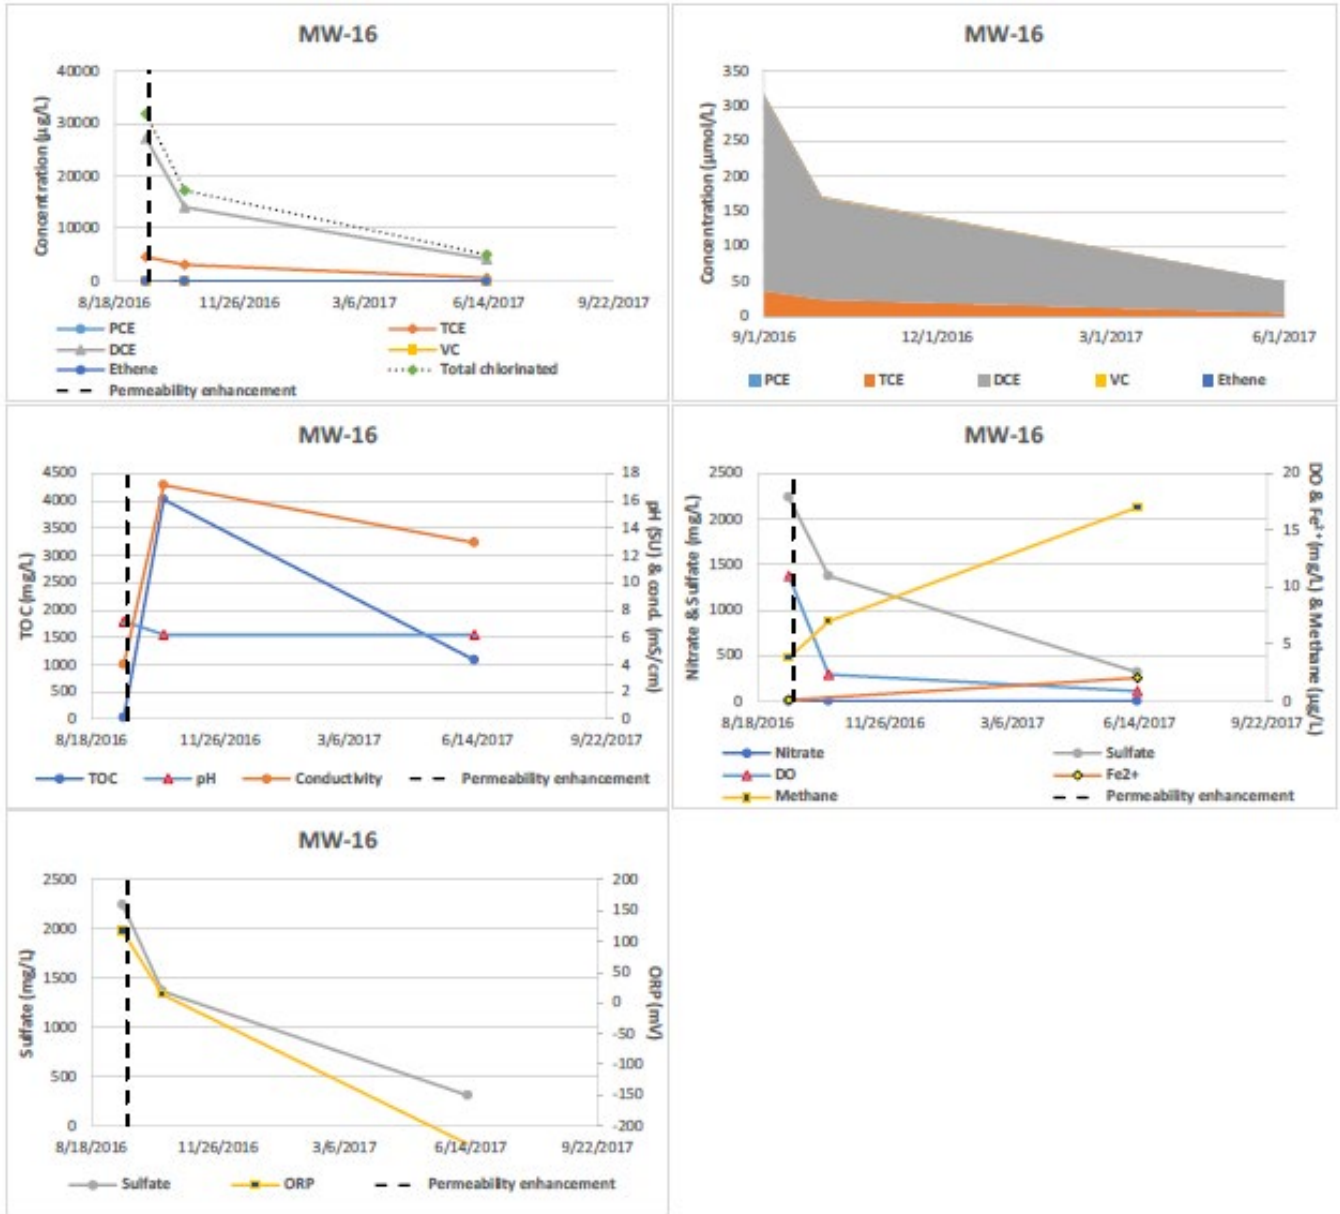 MW-16
Concentration (µg/L)
40000
30000
20000
10000
0
8/18/2016 11/26/2016 3/6/2017 6/14/2017 9/22/2017
PCE TCE
DCE VC
Ethene Total chlorinated
Permeability enhancement
MW-16
Concentration (µmol/L)
350
300
250
200
150
100
50
0
9/1/2016 12/1/2016 3/1/2017 6/1/2017
PCE TCE DCE VC Ethene
MW-16
TOC (mg/L)
4500
4000
3500
3000
2500
2000
1500
1000
500
0
18
16
14
12
10
8
6
4
2
0
pH (SU) & cond. (mS/cm)
8/18/2016 11/26/2016 3/6/2017 6/14/2017 9/22/2017
TOC pH Conductivity Permeability enhancement
MW-16
Nitrate & Sulfate (mg/L)
2500
2000
1500
1000
500
0
20
15
10
5
0
DO & Fe²⁺ (mg/L) & Methane (µg/L)
8/18/2016 11/26/2016 3/6/2017 6/14/2017 9/22/2017
Nitrate Sulfate
DO Fe2+
Methane Permeability enhancement
MW-16
Sulfate (mg/L)
2500
2000
1500
1000
500
0
200
150
100
50
0
-50
-100
-150
-200
ORP (mV)
8/18/2016 11/26/2016 3/6/2017 6/14/2017 9/22/2017
Sulfate ORP Permeability enhancement